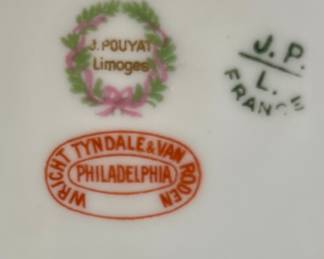 J. POUYAT
Limoges
J. P.
L.
FRANCE
WRIGHT TYNDALE & VAN RODEN
PHILADELPHIA